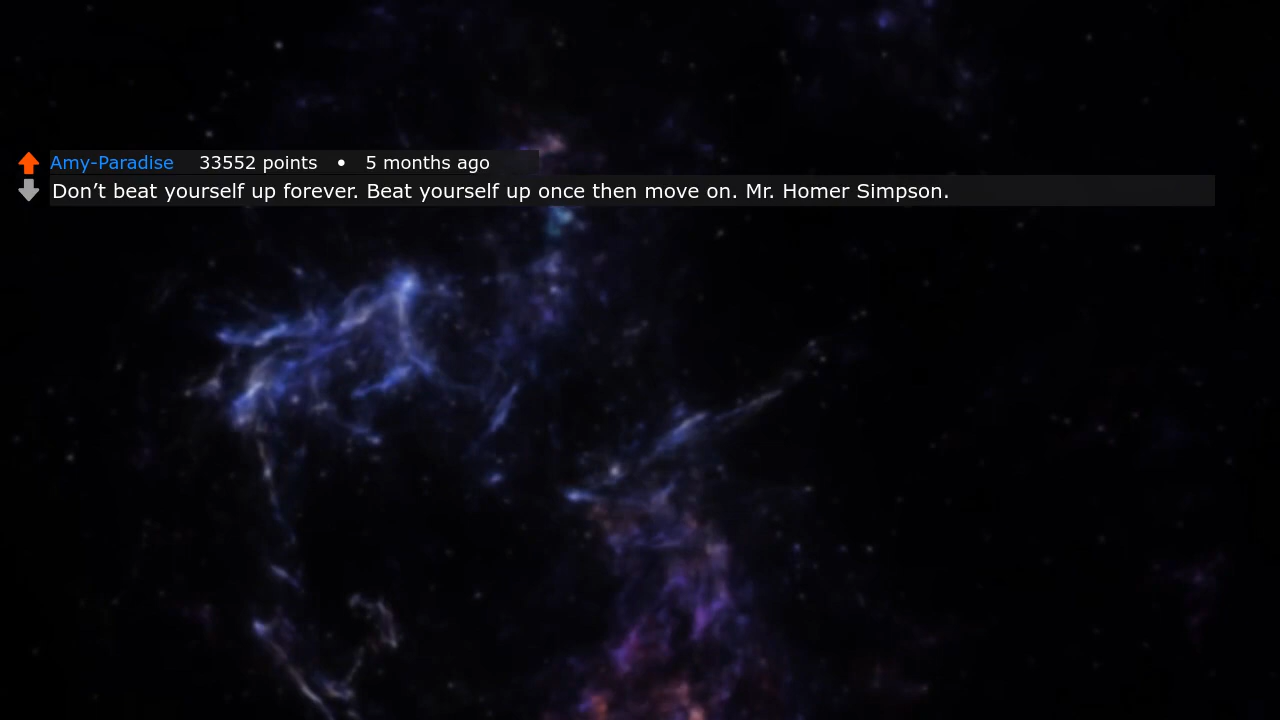 Amy-Paradise 33552 points • 5 months ago
Don’t beat yourself up forever. Beat yourself up once then move on. Mr. Homer Simpson.